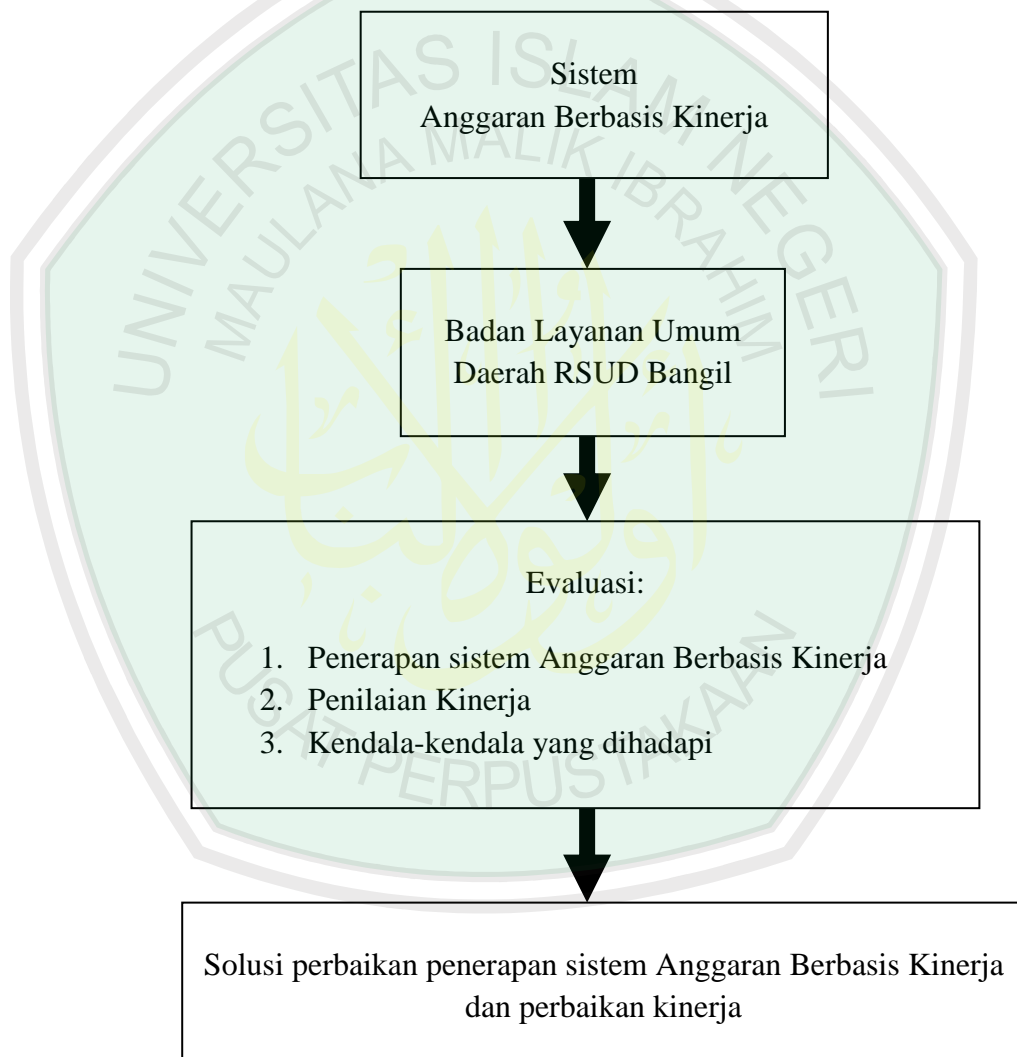 Sistem
Anggaran Berbasis Kinerja
Badan Layanan Umum
Daerah RSUD Bangil
Evaluasi:
1. Penerapan sistem Anggaran Berbasis Kinerja
2. Penilaian Kinerja
3. Kendala-kendala yang dihadapi
Solusi perbaikan penerapan sistem Anggaran Berbasis Kinerja
dan perbaikan kinerja
UNIVERSITAS ISLAM NEGERI
MAULANA MALIK IBRAHIM
PUSAT PERPUSTAKAAN